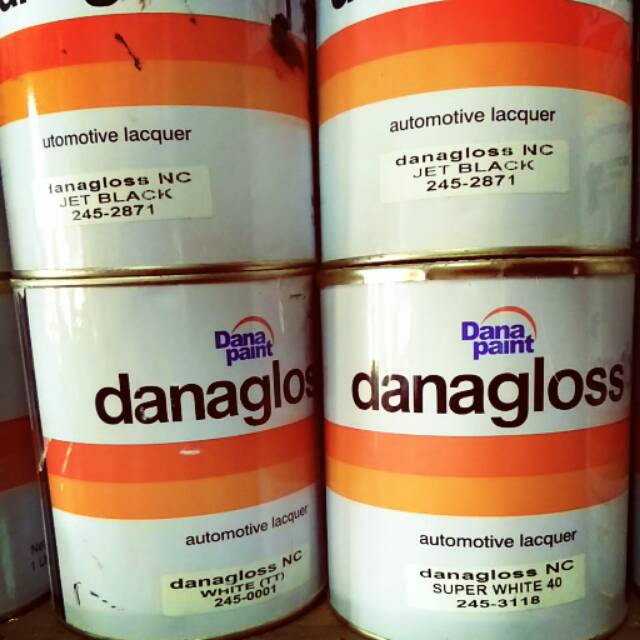 utomotive lacquer
danagloss NC
JET BLACK
245-2871
automotive lacquer
danagloss NC
JET BLACK
245-2871
Dana
paint
danaglos
automotive lacquer
danagloss NC
WHITE (TT)
245-0001
Dana
paint
danagloss
automotive lacquer
danagloss NC
SUPER WHITE 40
245-3118